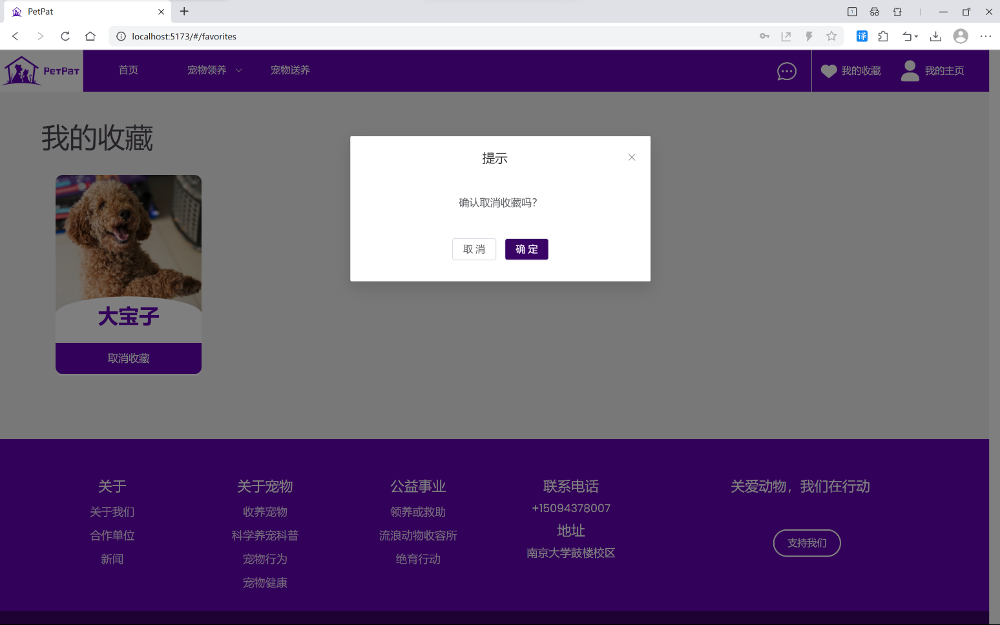 PetPat
localhost:5173/#/favorites
译
PETPAT
首页
宠物领养
宠物送养
我的收藏
我的主页
我的收藏
提示
确认取消收藏吗?
取消
确定
大宝子
取消收藏
关于
关于我们
合作单位
新闻
关于宠物
收养宠物
科学养宠科普
宠物行为
宠物健康
公益事业
领养或救助
流浪动物收容所
绝育行动
联系电话
+15094378007
地址
南京大学鼓楼校区
关爱动物，我们在行动
支持我们